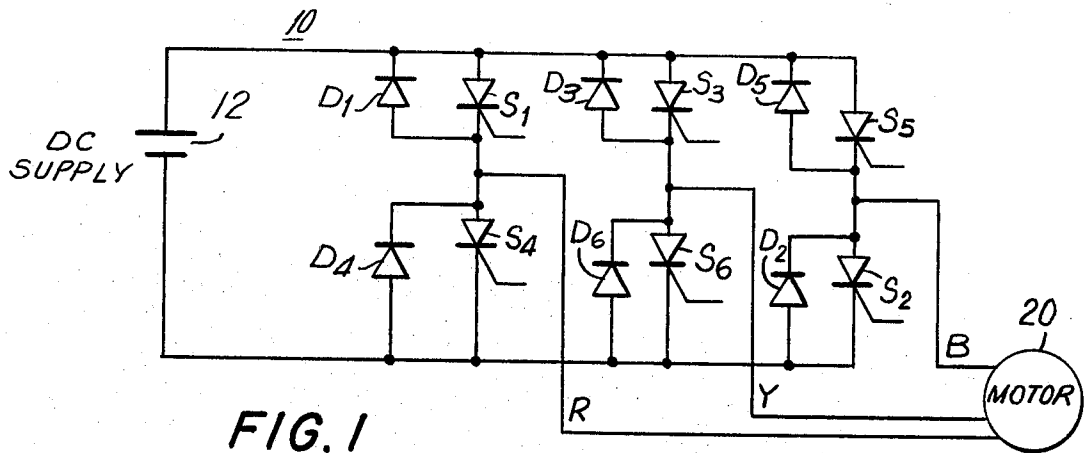 10
D1
S1
D3
S3
D5
S5
12
DC
SUPPLY
D4
S4
D6
S6
D2
S2
20
B
MOTOR
Y
R
FIG. 1